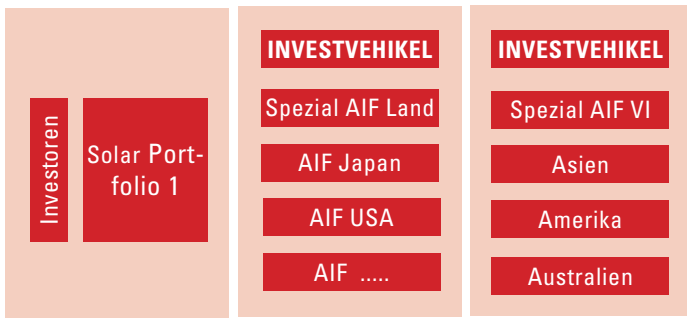 Investoren
Solar Port-
folio 1
INVESTVEHIKEL
Spezial AIF Land
AIF Japan
AIF USA
AIF .....
INVESTVEHIKEL
Spezial AIF VI
Asien
Amerika
Australien